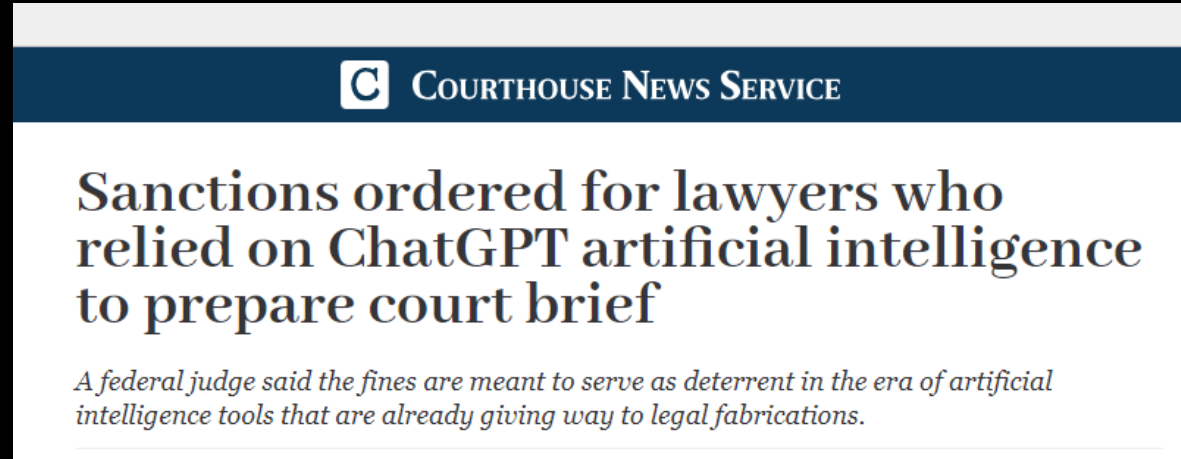 C COURTHOUSE NEWS SERVICE
Sanctions ordered for lawyers who
relied on ChatGPT artificial intelligence
to prepare court brief
A federal judge said the fines are meant to serve as deterrent in the era of artificial
intelligence tools that are already giving way to legal fabrications.